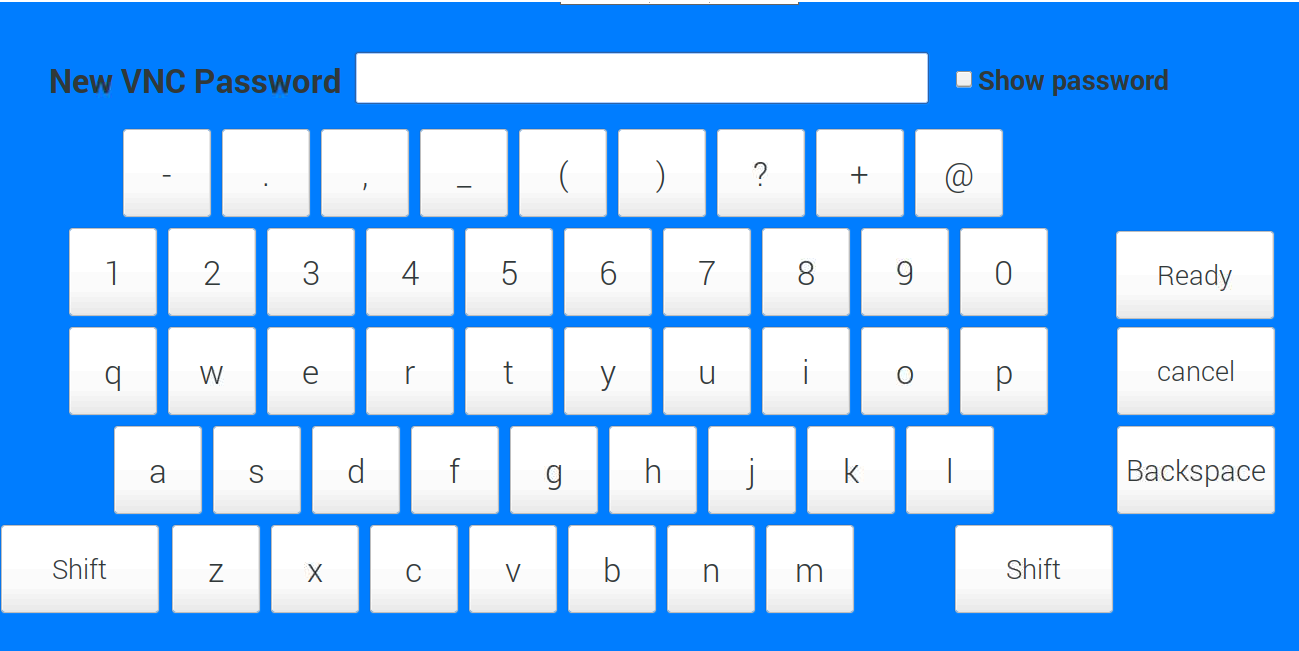 New VNC Password Show password
- . , _ ( ) ? + @
1 2 3 4 5 6 7 8 9 0 Ready
q w e r t y u i o p cancel
a s d f g h j k l Backspace
Shift z x c v b n m Shift